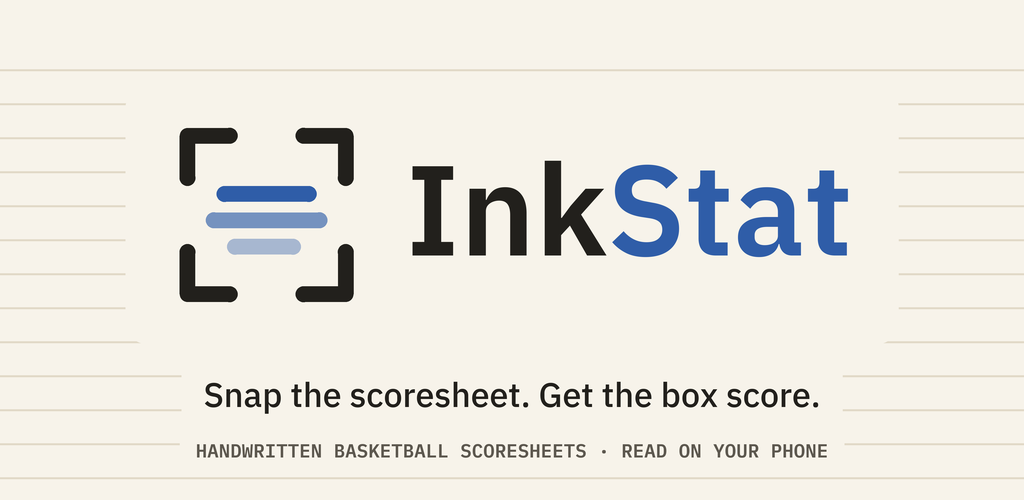 InkStat
Snap the scoresheet. Get the box score.
HANDWRITTEN BASKETBALL SCORESHEETS · READ ON YOUR PHONE